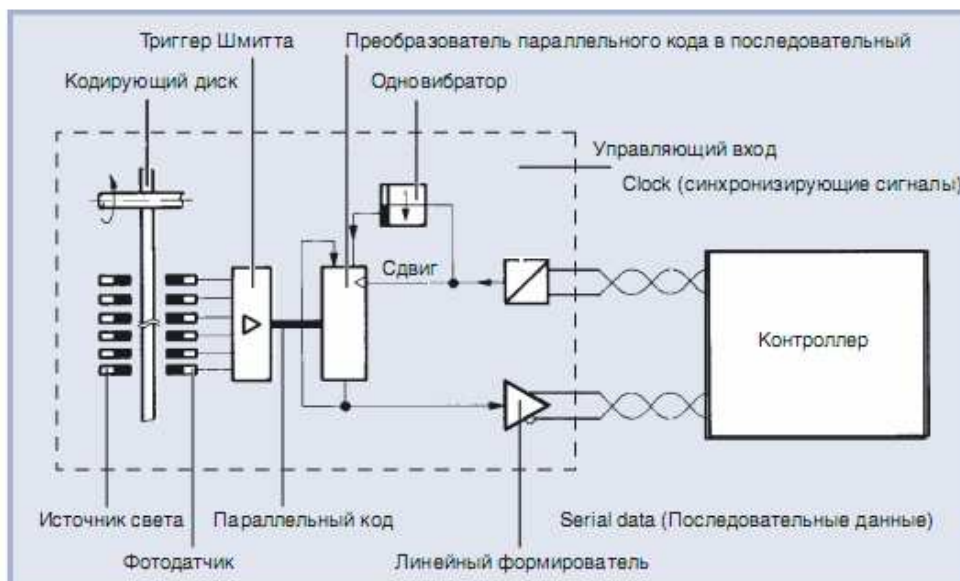 Триггер Шмитта
Преобразователь параллельного кода в последовательный
Кодирующий диск
Одновибратор
Управляющий вход
Clock (синхронизирующие сигналы)
Сдвиг
Контроллер
Источник света
Параллельный код
Serial data (Последовательные данные)
Фотодатчик
Линейный формирователь